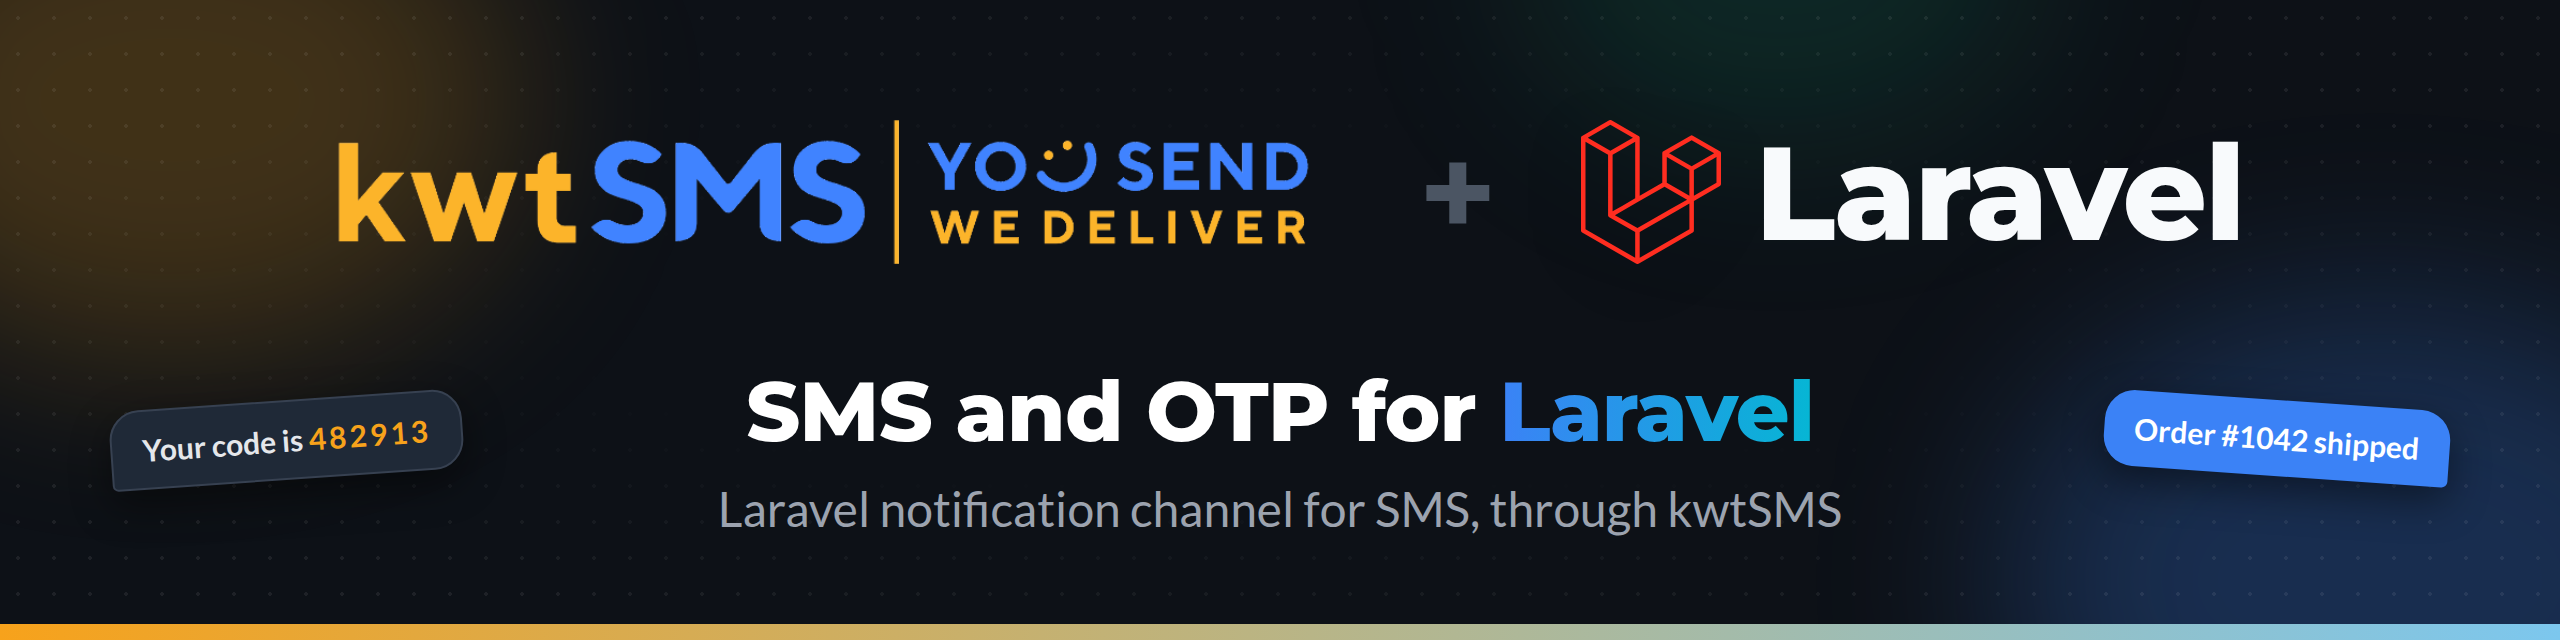 kwtSMS
YOU SEND
WE DELIVER
+
Laravel
SMS and OTP for Laravel
Your code is 482913
Order #1042 shipped
Laravel notification channel for SMS, through kwtSMS